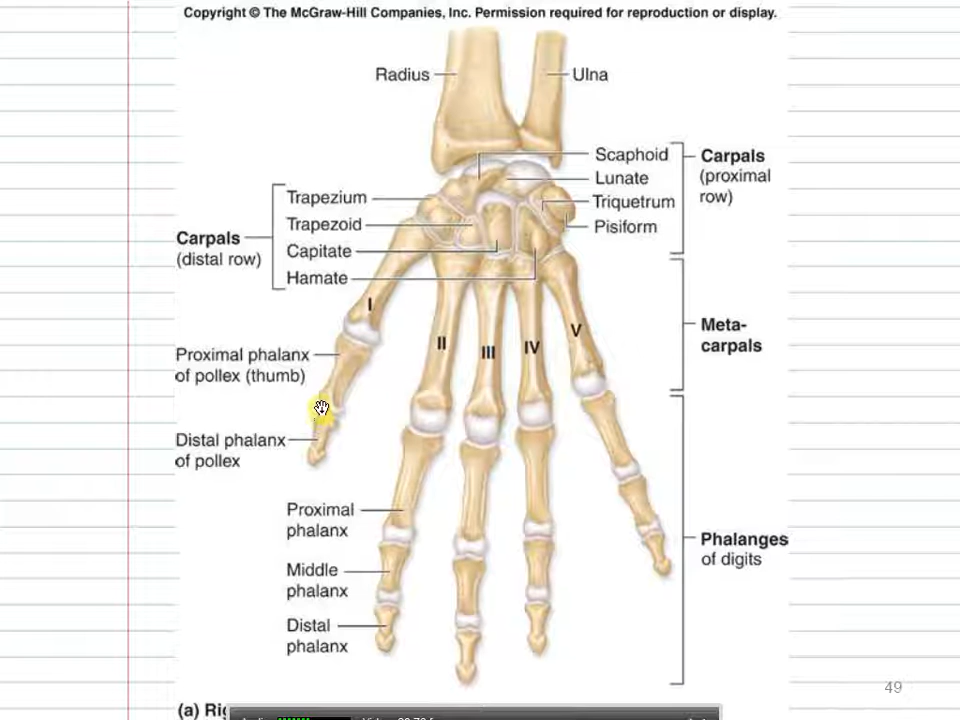 Copyright © The McGraw-Hill Companies, Inc. Permission required for reproduction or display.
Radius
Ulna
Scaphoid
Lunate
Triquetrum
Pisiform
Carpals
(proximal
row)
Trapezium
Trapezoid
Capitate
Hamate
Carpals
(distal row)
I
II
III
IV
V
Meta-
carpals
Proximal phalanx
of pollex (thumb)
Distal phalanx
of pollex
Proximal
phalanx
Middle
phalanx
Distal
phalanx
Phalanges
of digits
49
(a)